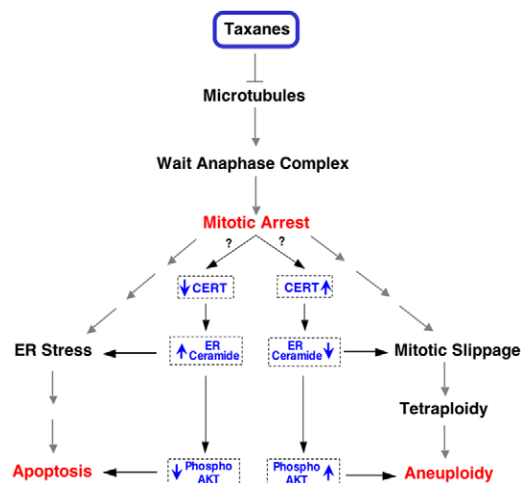 Taxanes
Microtubules
Wait Anaphase Complex
Mitotic Arrest
? ?
CERT CERT
ER Stress
ER
Ceramide
ER
Ceramide
Mitotic Slippage
Tetraploidy
Apoptosis
Phospho
AKT
Phospho
AKT
Aneuploidy